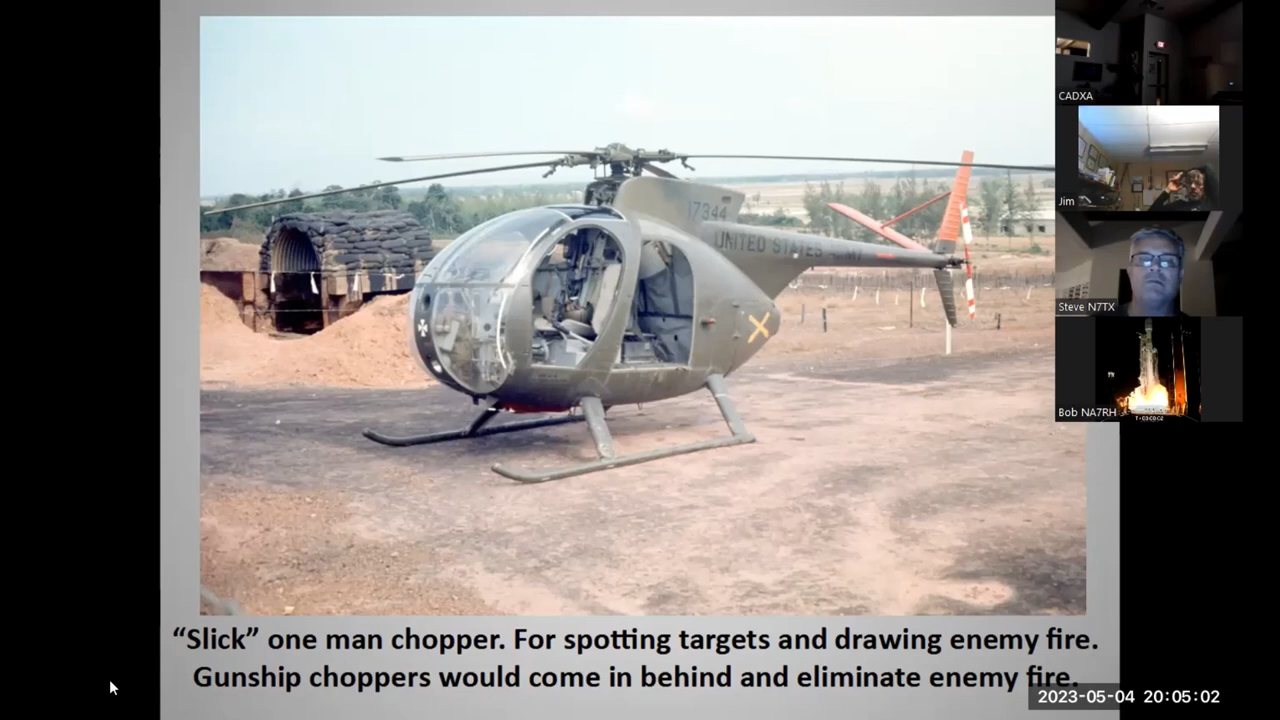 17344
UNITED STATES
CADXA
Jim
Steve N7TX
Bob NA7RH
“Slick” one man chopper. For spotting targets and drawing enemy fire.
Gunship choppers would come in behind and eliminate enemy fire.
2023-05-04 20:05:02